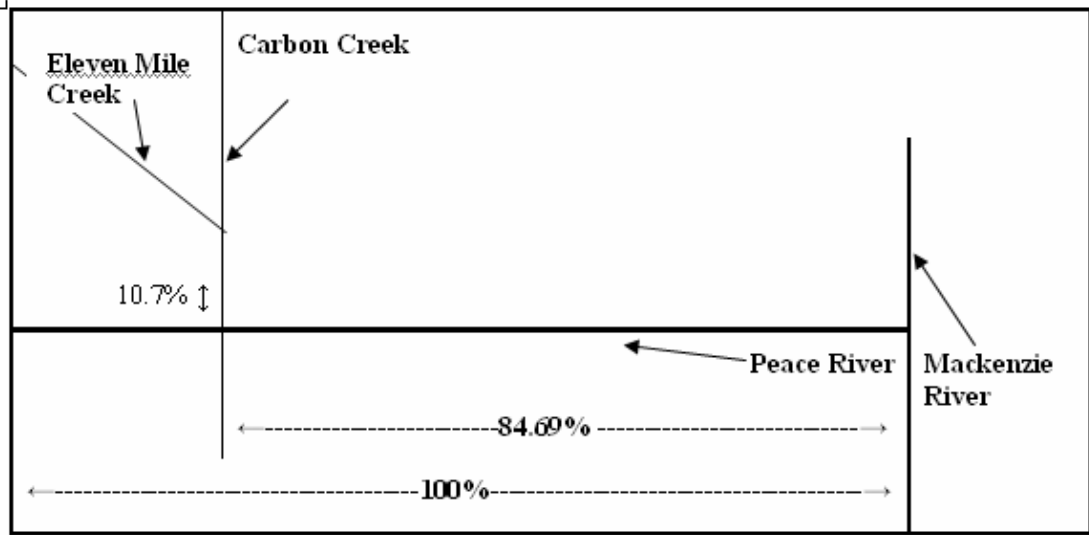 Carbon Creek
Eleven Mile
Creek
10.7%
Peace River
Mackenzie
River
84.69%
100%